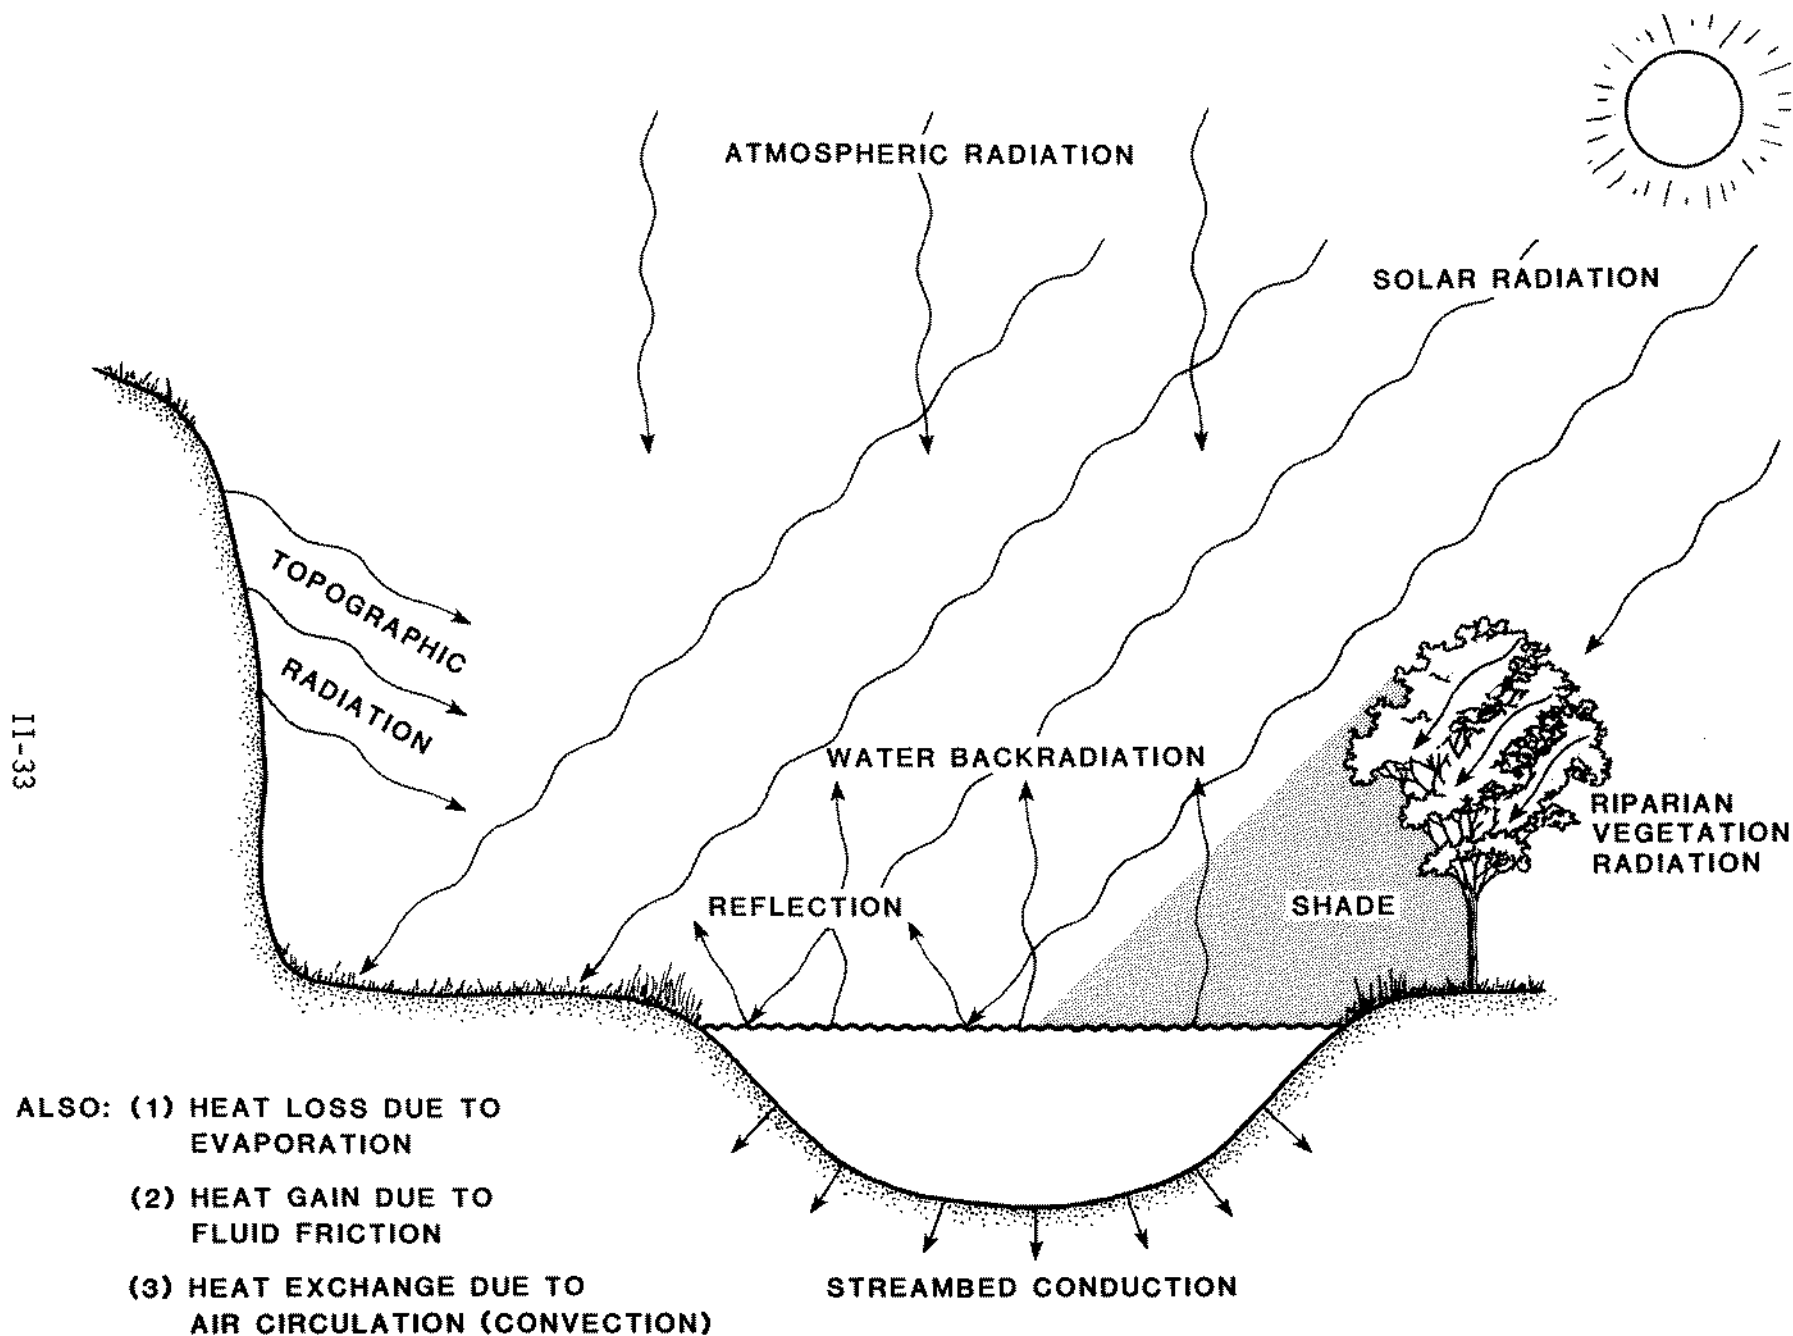 ATMOSPHERIC RADIATION
SOLAR RADIATION
TOPOGRAPHIC
RADIATION
WATER BACKRADIATION
RIPARIAN
VEGETATION
RADIATION
REFLECTION
SHADE
II-33
ALSO: (1) HEAT LOSS DUE TO
EVAPORATION
(2) HEAT GAIN DUE TO
FLUID FRICTION
(3) HEAT EXCHANGE DUE TO
AIR CIRCULATION (CONVECTION)
STREAMBED CONDUCTION